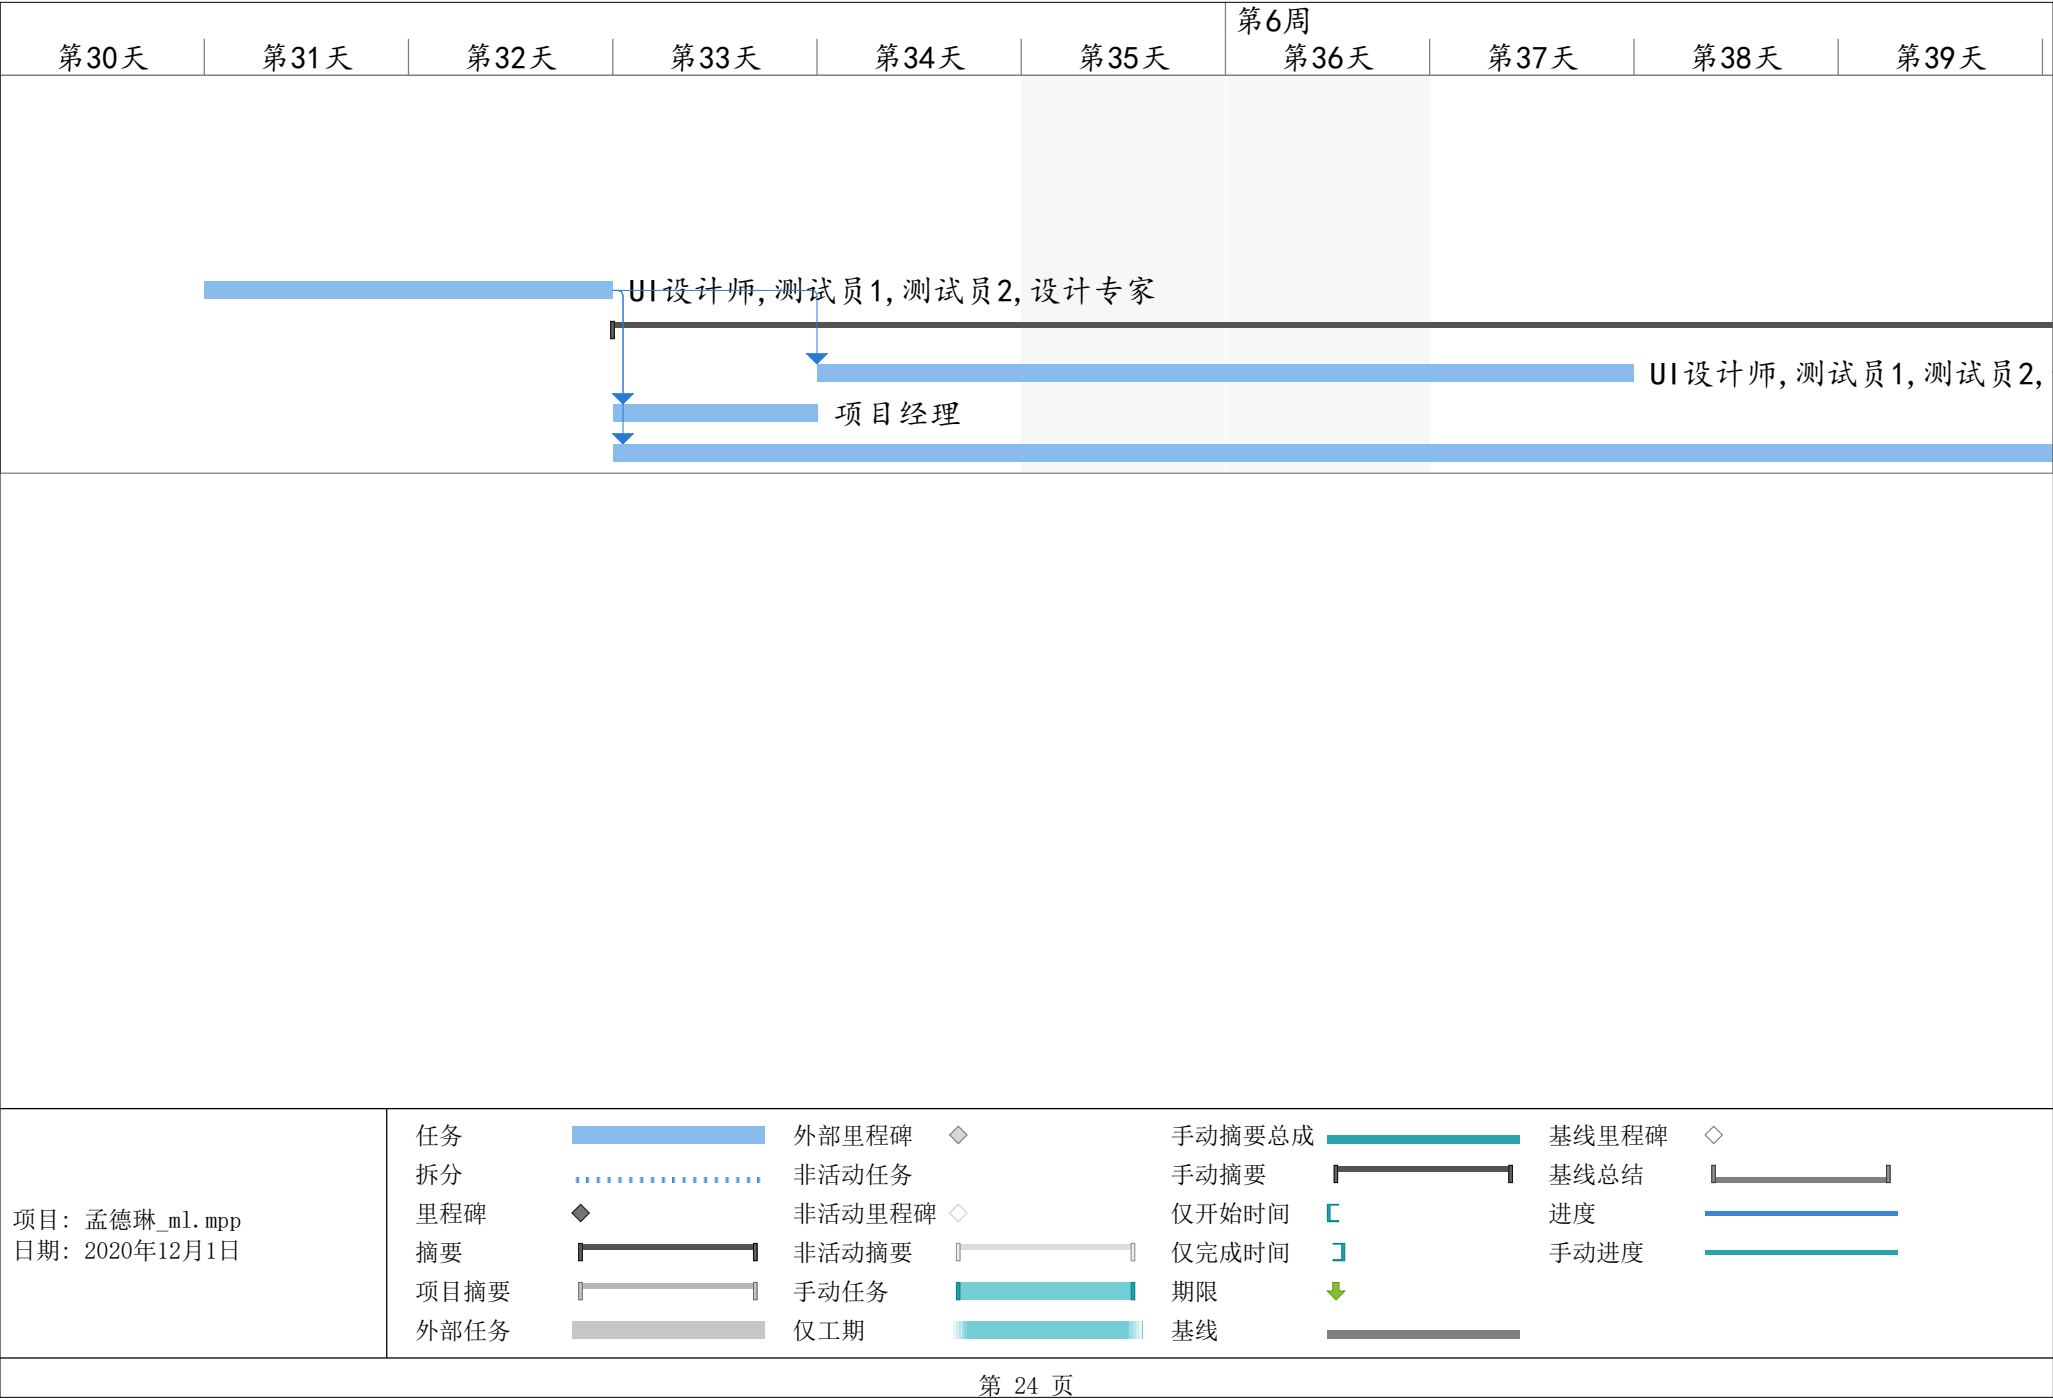 第6周
第30天 第31天 第32天 第33天 第34天 第35天 第36天 第37天 第38天 第39天
UI设计师,测试员1,测试员2,设计专家
UI设计师,测试员1,测试员2,
项目经理
任务 外部里程碑 手动摘要总成 基线里程碑
拆分 非活动任务 手动摘要 基线总结
里程碑 非活动里程碑 仅开始时间 进度
摘要 非活动摘要 仅完成时间 手动进度
项目摘要 手动任务 期限
外部任务 仅工期 基线
项目: 孟德琳_ml.mpp
日期: 2020年12月1日
第 24 页